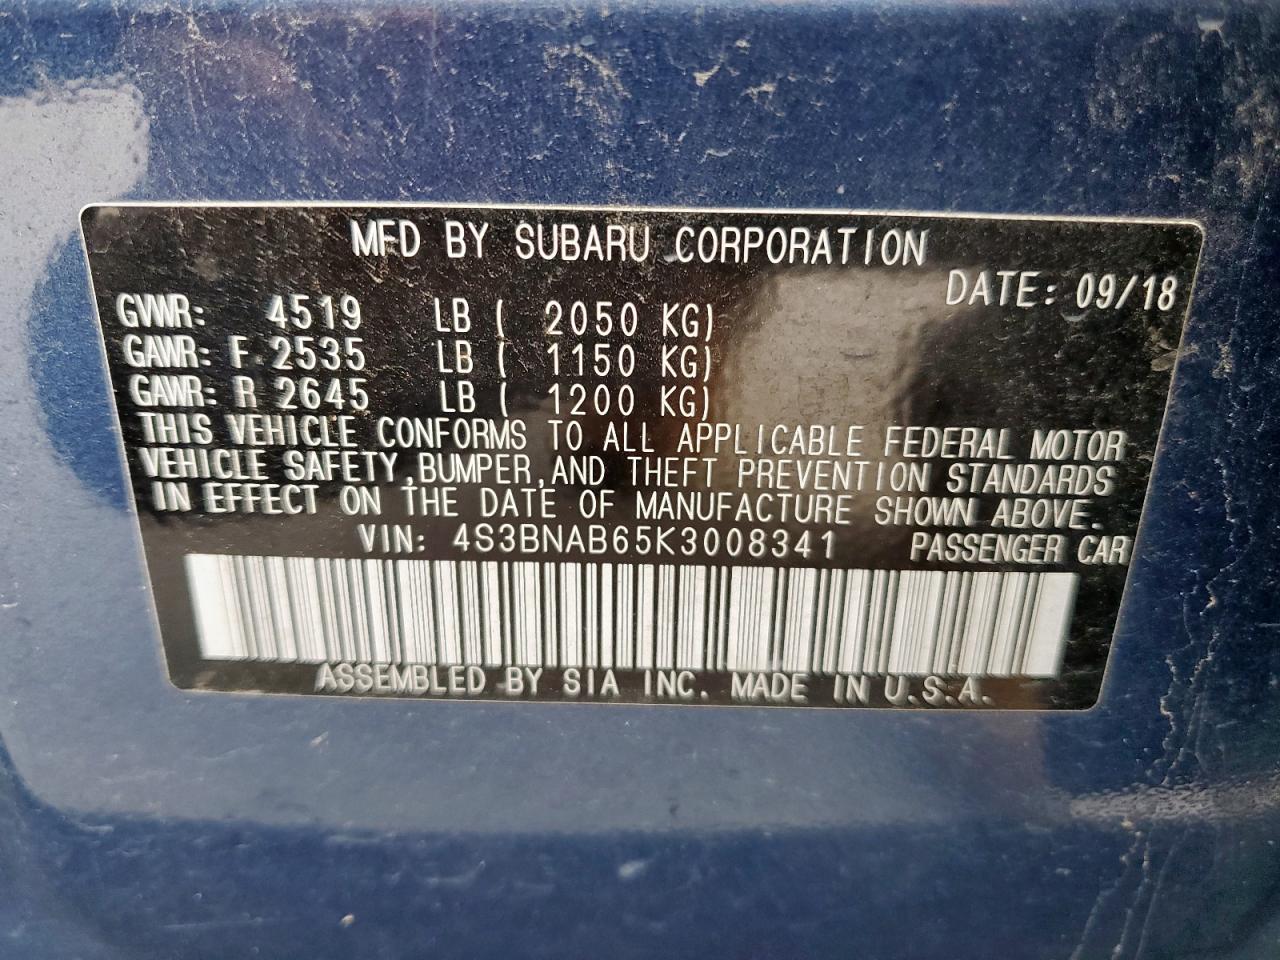 MFD BY SUBARU CORPORATION
DATE: 09/18
GVWR: 4519 LB ( 2050 KG)
GAWR: F 2535 LB ( 1150 KG)
GAWR: R 2645 LB ( 1200 KG)
THIS VEHICLE CONFORMS TO ALL APPLICABLE FEDERAL MOTOR
VEHICLE SAFETY,BUMPER,AND THEFT PREVENTION STANDARDS
IN EFFECT ON THE DATE OF MANUFACTURE SHOWN ABOVE.
VIN: 4S3BNAB65K3008341 PASSENGER CAR
ASSEMBLED BY SIA INC. MADE IN U.S.A.